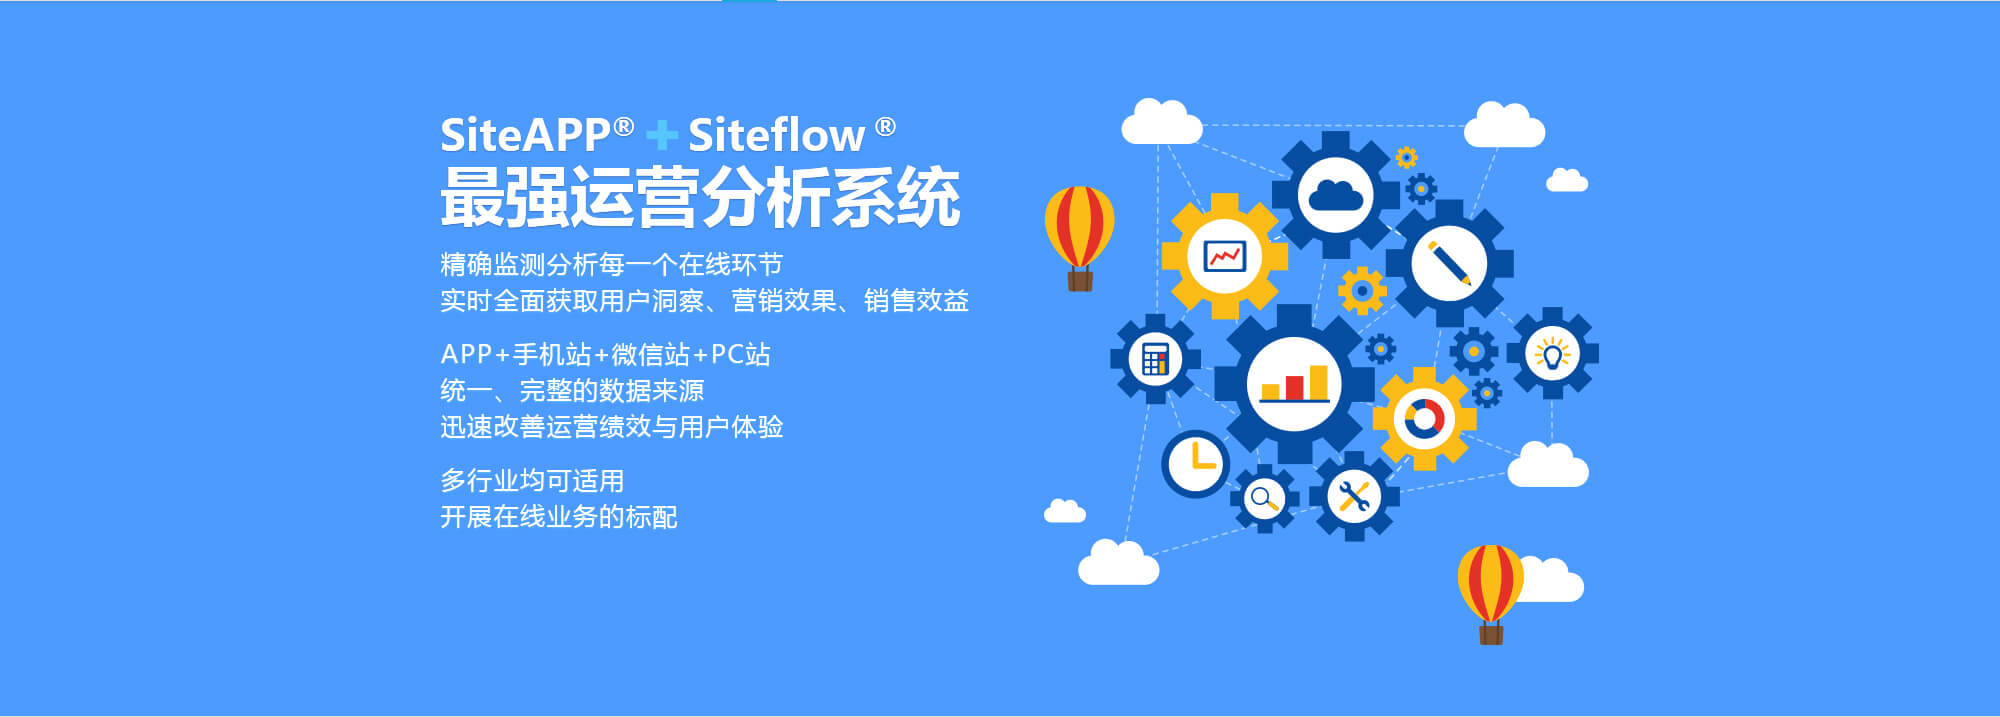 SiteAPP® + Siteflow ®
最强运营分析系统
精确监测分析每一个在线环节
实时全面获取用户洞察、营销效果、销售效益
APP+手机站+微信站+PC站
统一、完整的数据来源
迅速改善运营绩效与用户体验
多行业均可适用
开展在线业务的标配